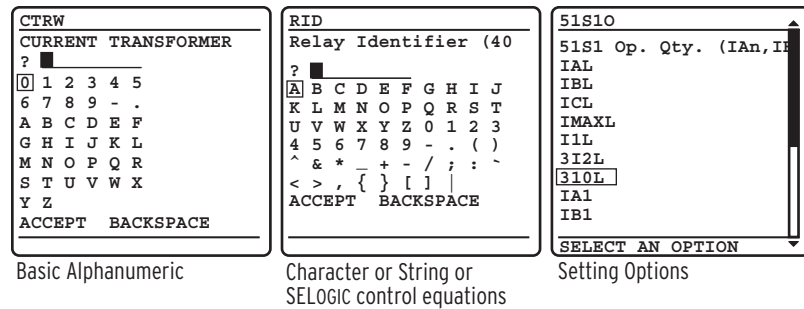 CTRW
CURRENT TRANSFORMER
?
0 1 2 3 4 5
6 7 8 9 - .
A B C D E F
G H I J K L
M N O P Q R
S T U V W X
Y Z
ACCEPT BACKSPACE
Basic Alphanumeric
RID
Relay Identifier (40
?
A B C D E F G H I J
K L M N O P Q R S T
U V W X Y Z 0 1 2 3
4 5 6 7 8 9 - . ( )
^ & * _ + - / ; : `
< > , { } [ ] |
ACCEPT BACKSPACE
Character or String or
SELOGIC control equations
51S1O
51S1 Op. Qty. (IAn,
IAL
IBL
ICL
IMAXL
I1L
3I2L
310L
IA1
IB1
SELECT AN OPTION
Setting Options